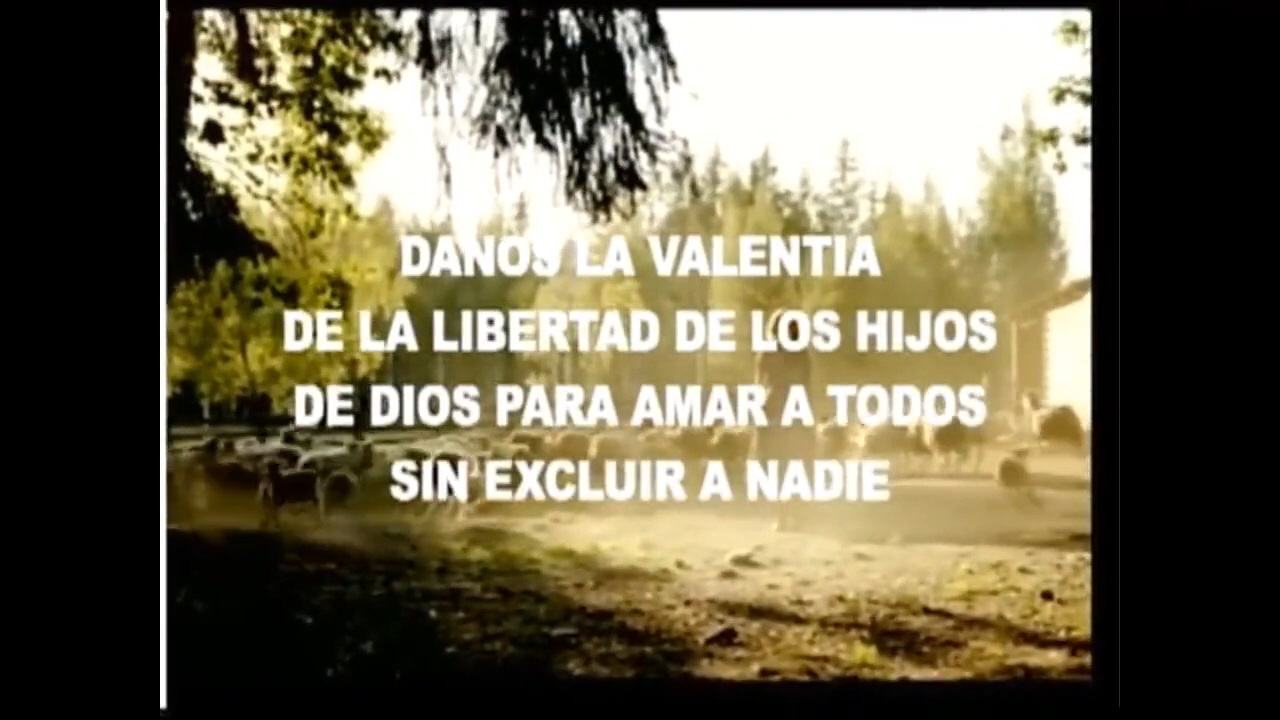 DANOS LA VALENTIA
DE LA LIBERTAD DE LOS HIJOS
DE DIOS PARA AMAR A TODOS
SIN EXCLUIR A NADIE